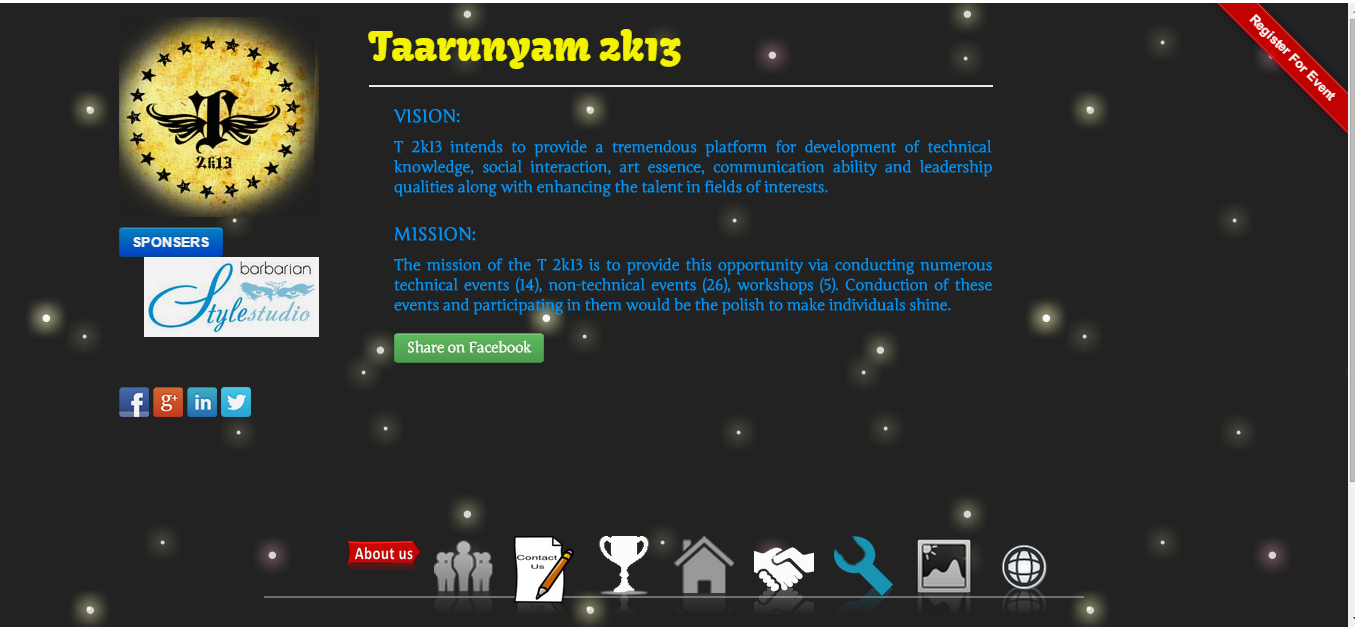 Taarunyam 2k13
Register For Event
T
2k13
VISION:
T 2k13 intends to provide a tremendous platform for development of technical
knowledge, social interaction, art essence, communication ability and leadership
qualities along with enhancing the talent in fields of interests.
SPONSERS
barbarian
Stylestudio
MISSION:
The mission of the T 2k13 is to provide this opportunity via conducting numerous
technical events (14), non-technical events (26), workshops (5). Conduction of these
events and participating in them would be the polish to make individuals shine.
Share on Facebook
f
g+
in
About us
Contact
Us